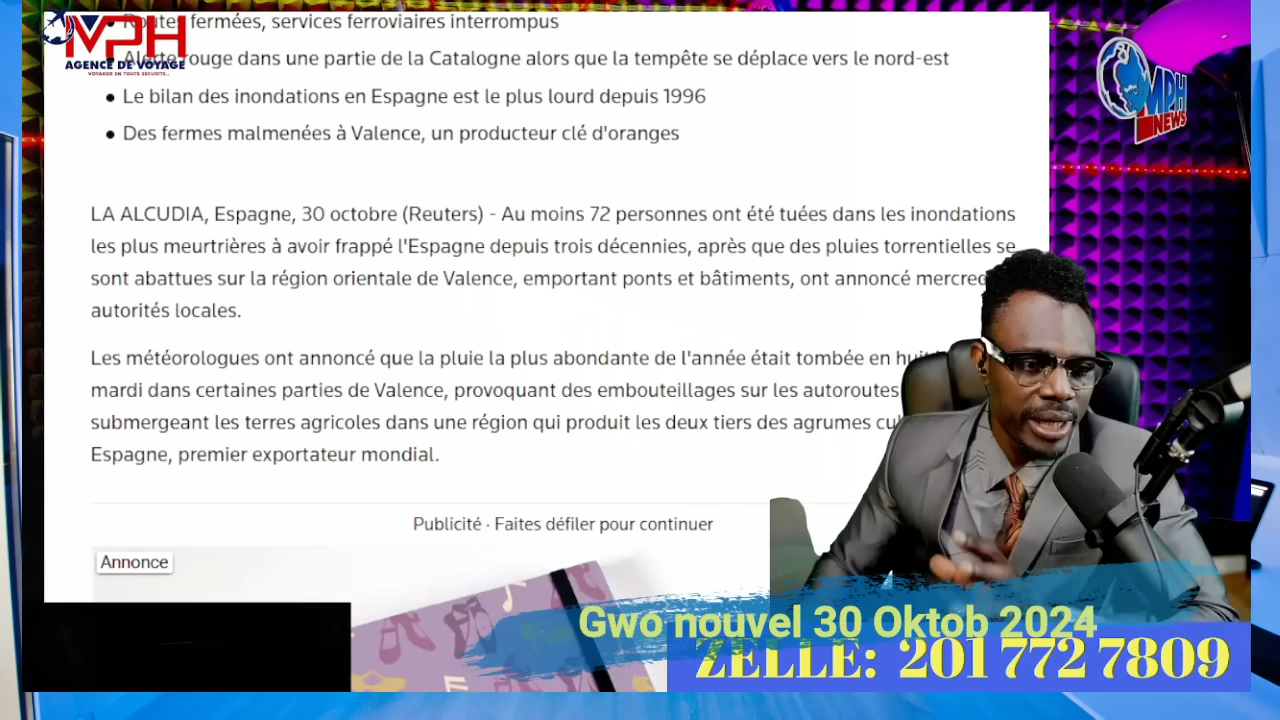 MPH
AGENCE DE VOYAGE
VOYAGER EN TOUTE SECURITE..
fermées, services ferroviaires interrompus
rouge dans une partie de la Catalogne alors que la tempête se déplace vers le nord-est
• Le bilan des inondations en Espagne est le plus lourd depuis 1996
• Des fermes malmenées à Valence, un producteur clé d'oranges
MPH
NEWS
LA ALCUDIA, Espagne, 30 octobre (Reuters) - Au moins 72 personnes ont été tuées dans les inondations
les plus meurtrières à avoir frappé l'Espagne depuis trois décennies, après que des pluies torrentielles se
sont abattues sur la région orientale de Valence, emportant ponts et bâtiments, ont annoncé
autorités locales.
Les météorologues ont annoncé que la pluie la plus abondante de l'année était tombée en
mardi dans certaines parties de Valence, provoquant des embouteillages sur les autoroutes
submergeant les terres agricoles dans une région qui produit les deux tiers des agrumes
Espagne, premier exportateur mondial.
Publicité · Faites défiler pour continuer
Annonce
Gwo nouvel 30 Oktob 2024
ZELLE: 201 772 7809